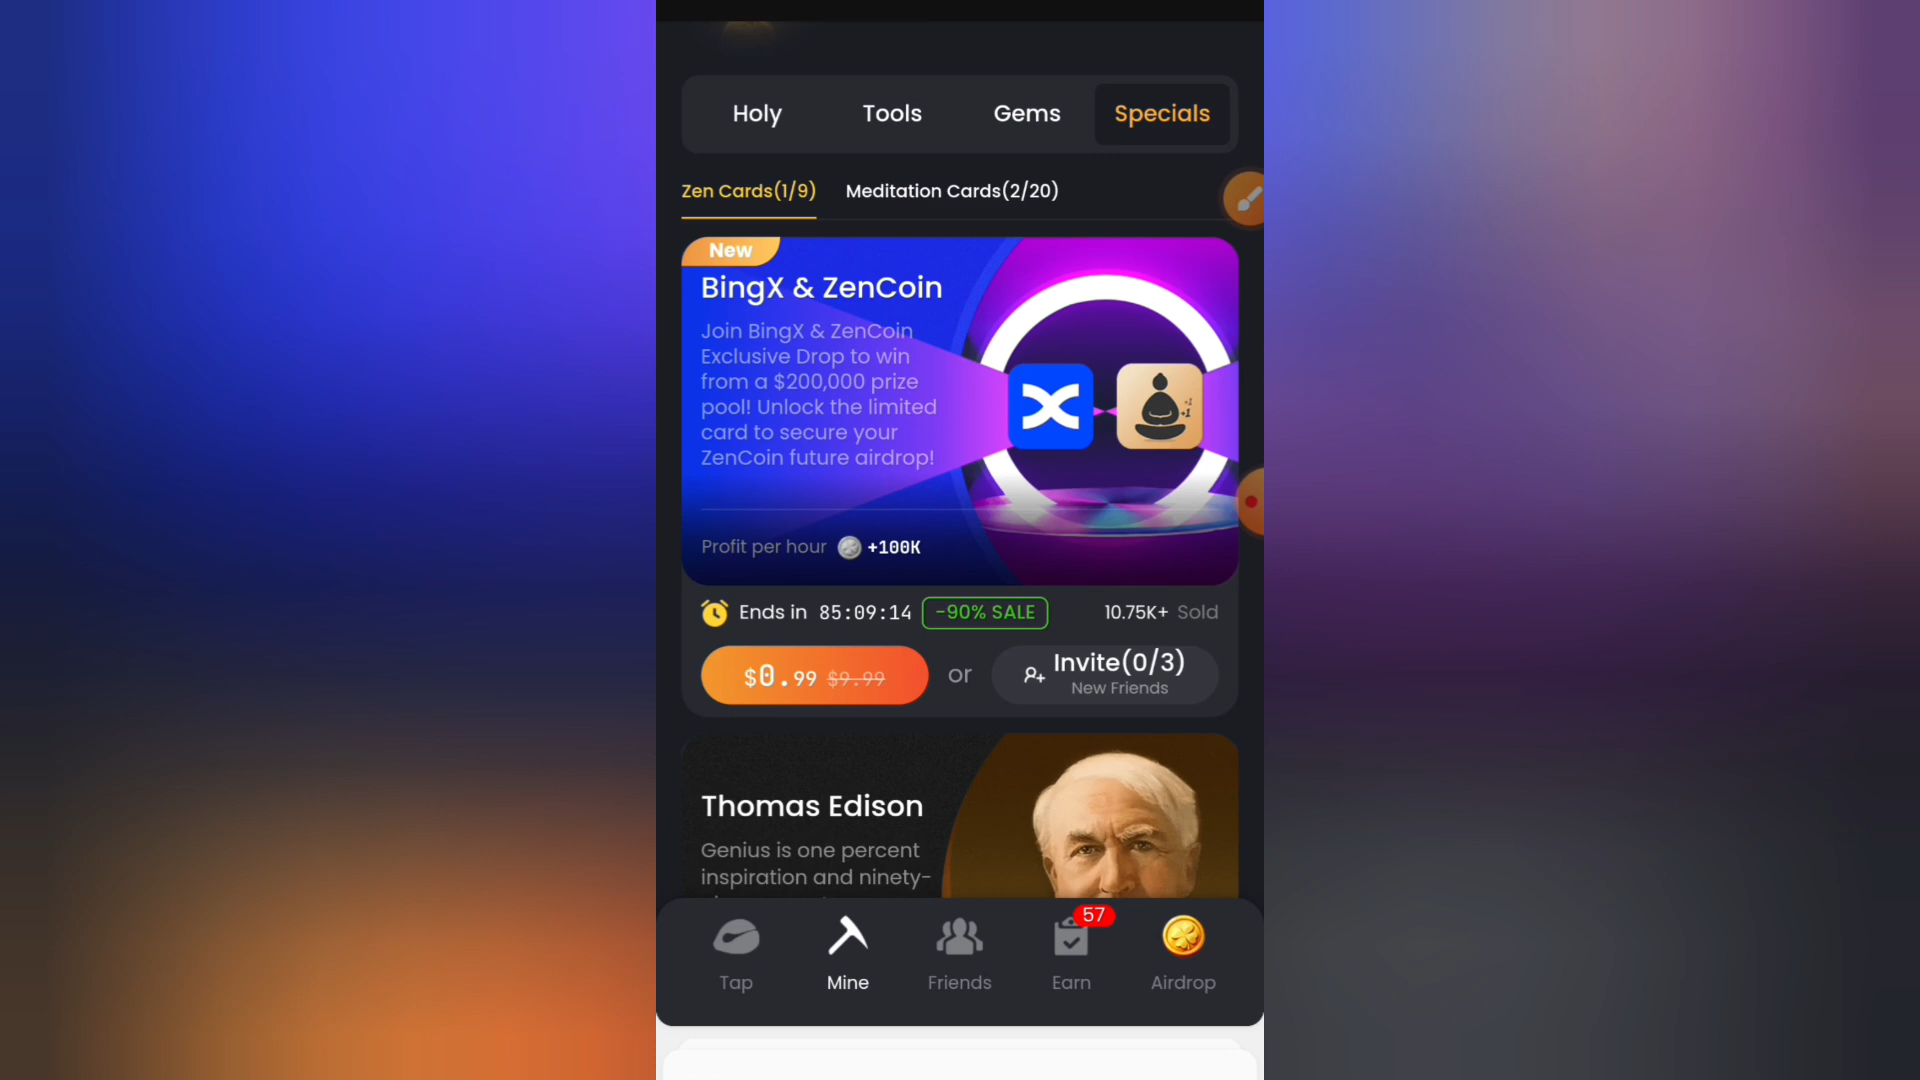 Holy Tools Gems Specials
Zen Cards(1/9) Meditation Cards(2/20)
New
BingX & ZenCoin
Join BingX & ZenCoin
Exclusive Drop to win
from a $200,000 prize
pool! Unlock the limited
card to secure your
ZenCoin future airdrop!
+1
+1
Profit per hour +100K
Ends in 85:09:14 -90% SALE 10.75K+ Sold
$0.99 $9.99 or Invite(0/3)
New Friends
Thomas Edison
Genius is one percent
inspiration and ninety-
57
Tap Mine Friends Earn Airdrop